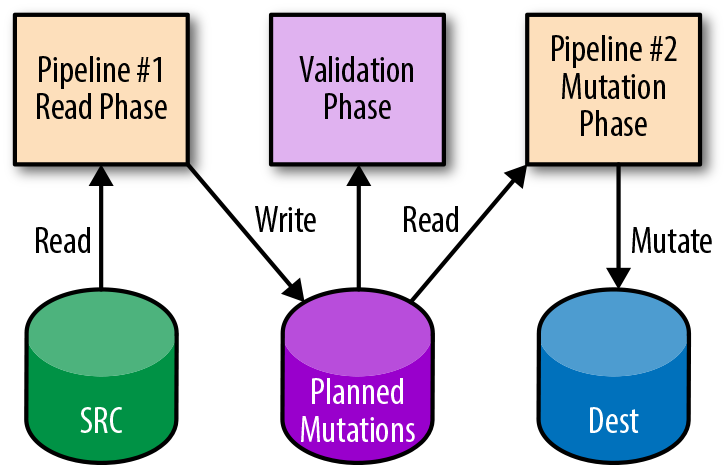 Pipeline #1
Read Phase
Validation
Phase
Pipeline #2
Mutation
Phase
Read
Write
Read
Mutate
SRC
Planned
Mutations
Dest